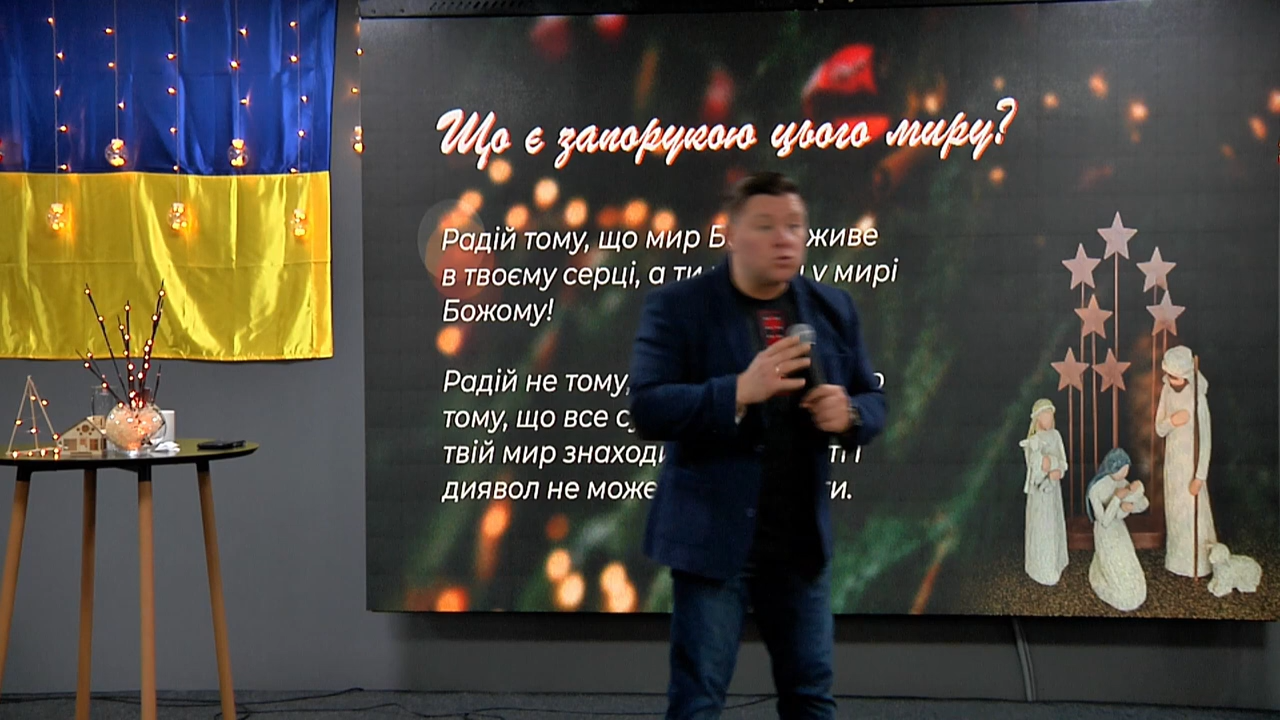 Що є запорукою цього миру?
Радій тому, що мир живе
в твоєму серці, а ти у мирі
Божому!
Радій не тому,
тому, що все
твій мир і
диявол не може